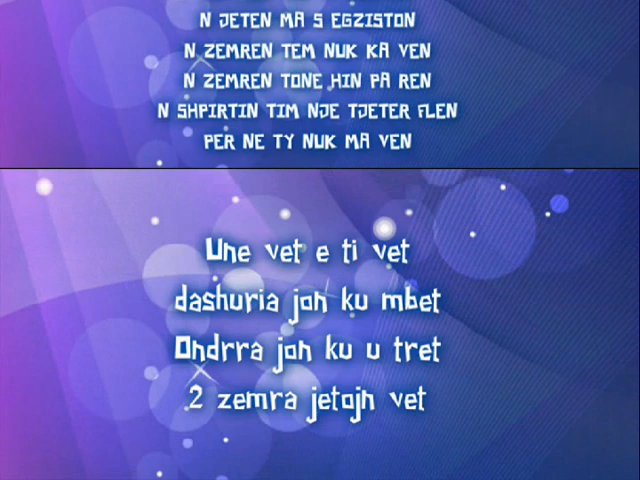 N JETEN MA S EGZISTON
N ZEMREN TEM NUK KA VEN
N ZEMREN TONE HIN PA REN
N SHPIRTIN TIM NJE TJETER FLEN
PER NE TY NUK MA VEN
Une vet e ti vet
dashuria jon ku mbet
Ondrra jon ku u tret
2 zemra jetojn vet